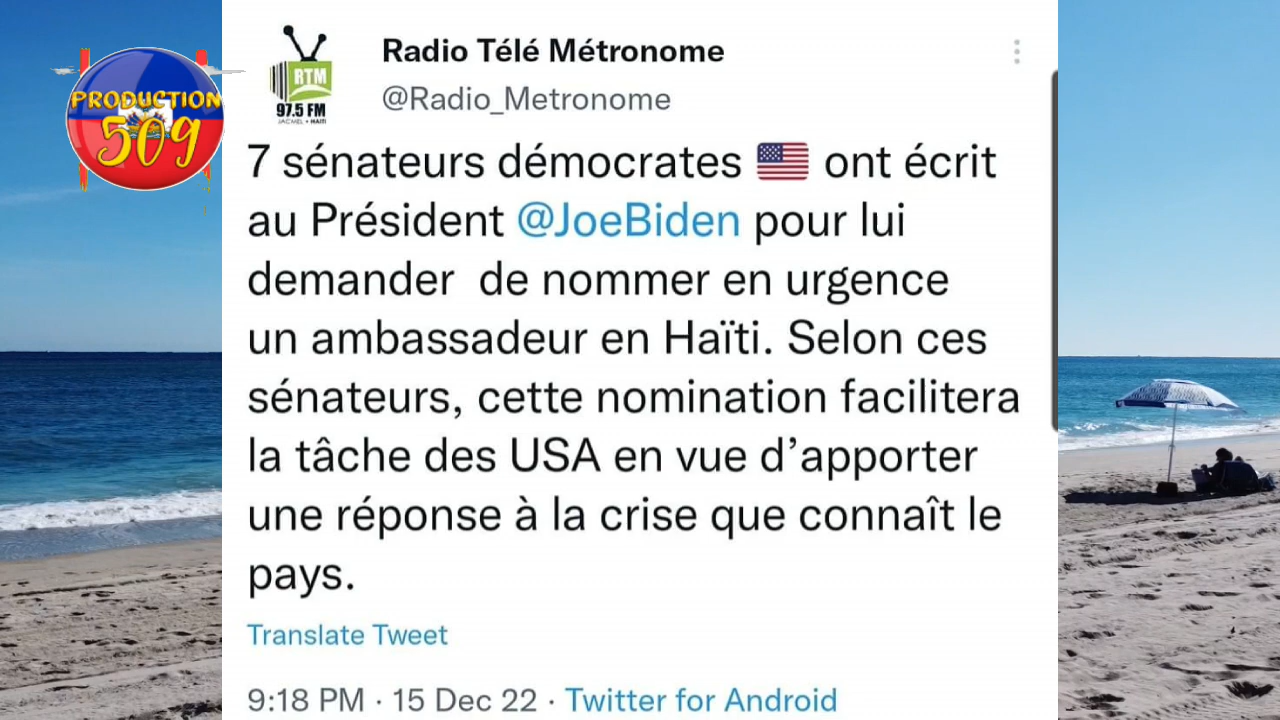 PRODUCTION
509
RTM
97.5 FM
JACMEL • HAITI
Radio Télé Métronome
@Radio_Metronome
7 sénateurs démocrates 🇺🇸 ont écrit
au Président @JoeBiden pour lui
demander  de nommer en urgence
un ambassadeur en Haïti. Selon ces
sénateurs, cette nomination facilitera
la tâche des USA en vue d’apporter
une réponse à la crise que connaît le
pays.
Translate Tweet
9:18 PM · 15 Dec 22 · Twitter for Android